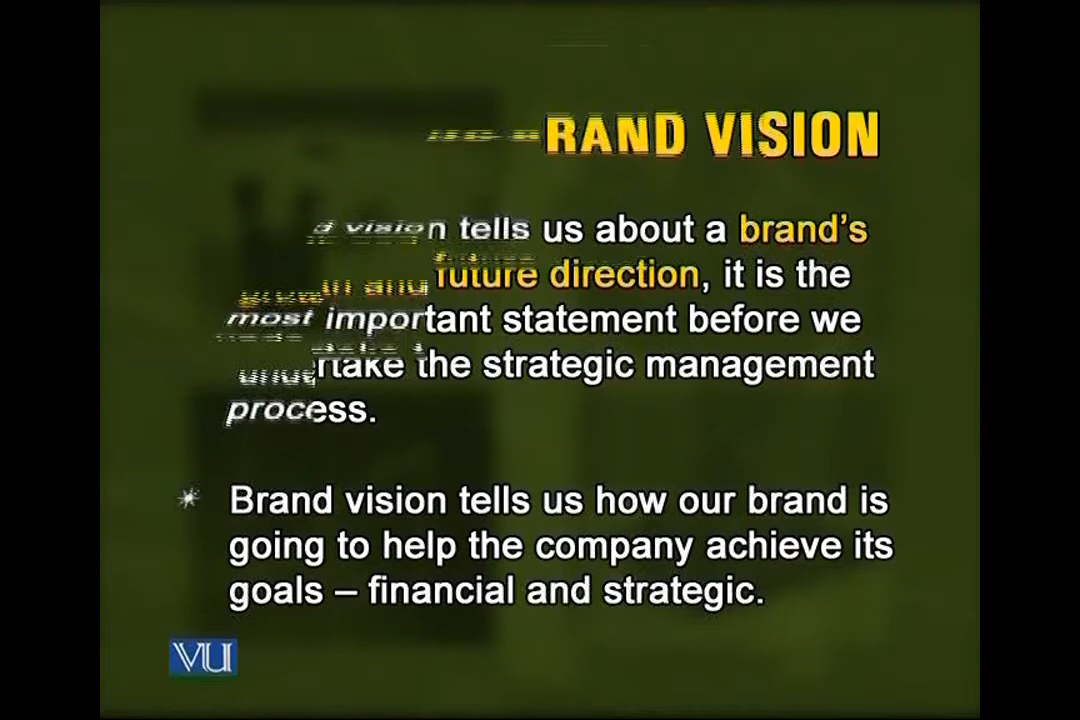 RAND VISION
vision tells us about a brand's
future direction, it is the
most important statement before we
undertake the strategic management
process.
* Brand vision tells us how our brand is
going to help the company achieve its
goals – financial and strategic.
VU